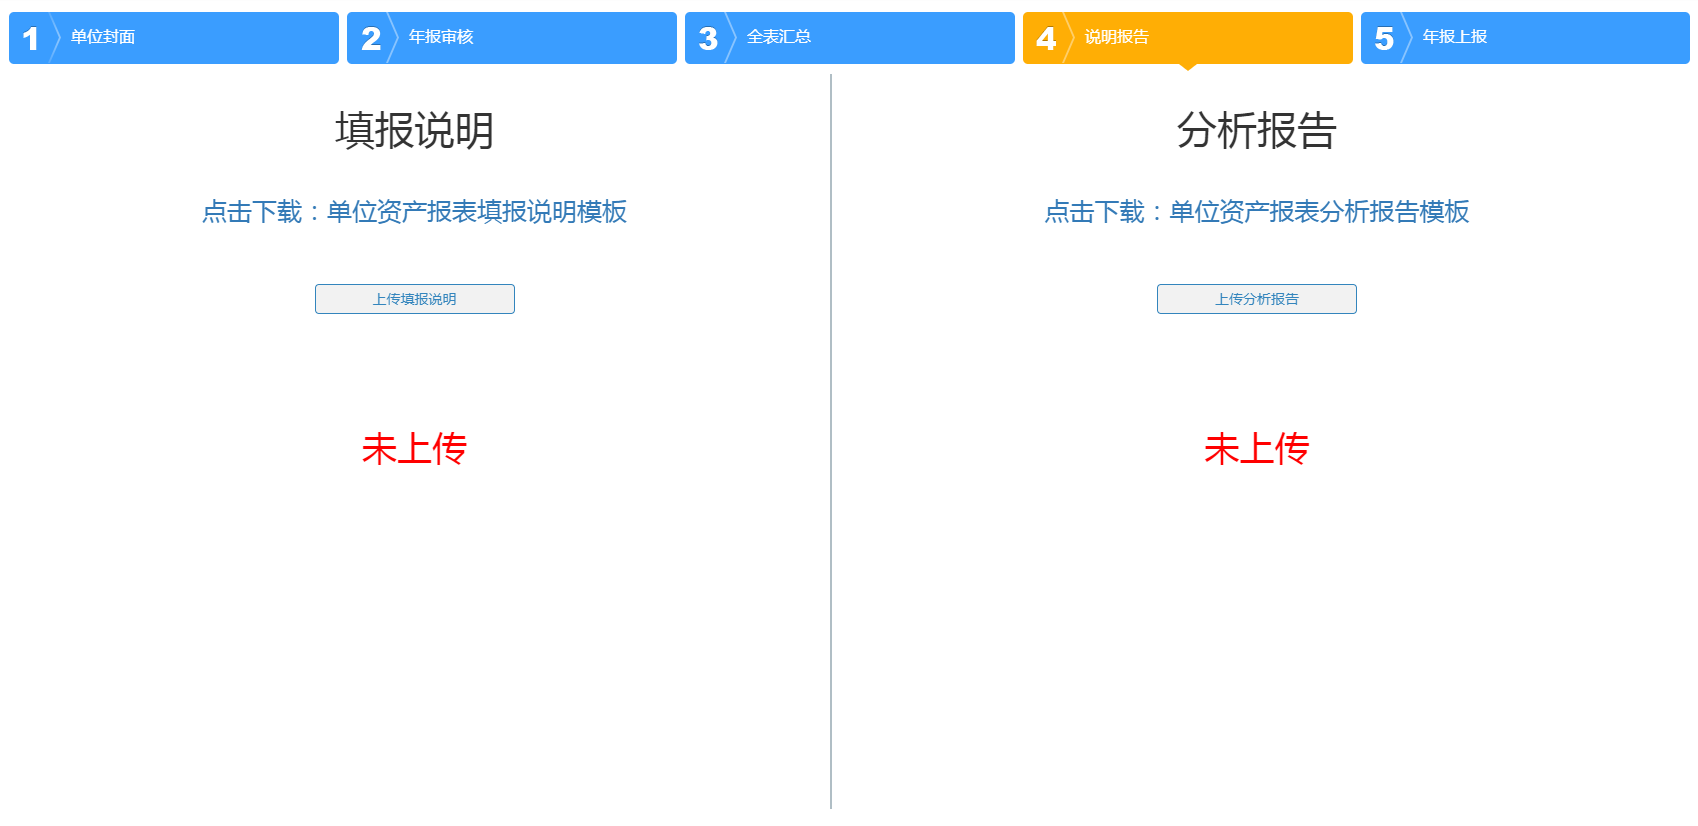 1 单位封面
2 年报审核
3 全表汇总
4 说明报告
5 年报上报
填报说明
点击下载：单位资产报表填报说明模板
上传填报说明
未上传
分析报告
点击下载：单位资产报表分析报告模板
上传分析报告
未上传